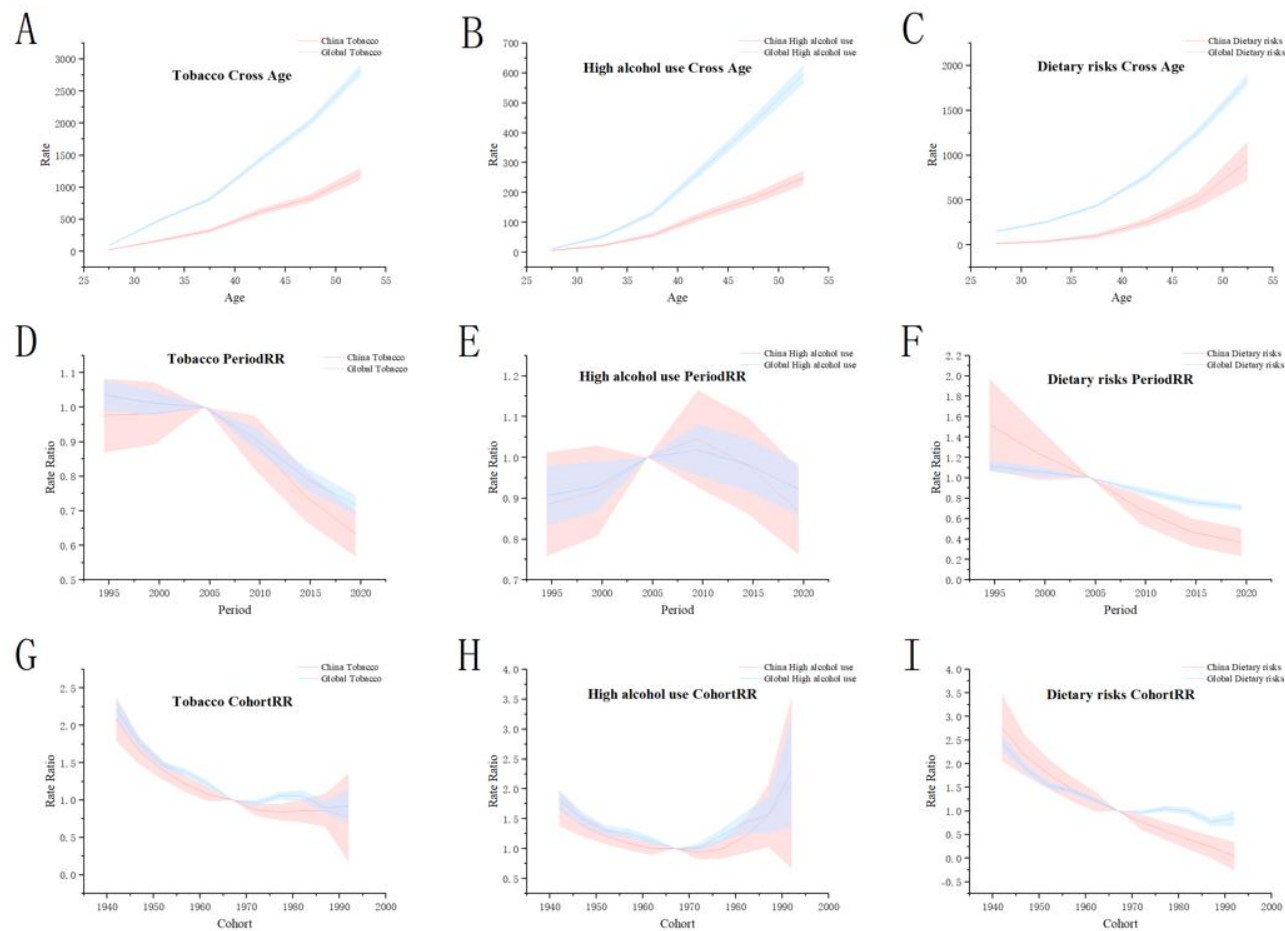 A
China Tobacco
Global Tobacco
Tobacco Cross Age
3000
2500
2000
1500
1000
500
0
Rate
25 30 35 40 45 50 55
Age
B
China High alcohol use
Global High alcohol use
High alcohol use Cross Age
700
600
500
400
300
200
100
0
Rate
25 30 35 40 45 50 55
Age
C
China Dietary risks
Global Dietary risks
Dietary risks Cross Age
2000
1500
1000
500
0
Rate
25 30 35 40 45 50 55
Age
D
Tobacco PeriodRR
China Tobacco
Global Tobacco
1.1
1.0
0.9
0.8
0.7
0.6
0.5
Rate Ratio
1995 2000 2005 2010 2015 2020
Period
E
China High alcohol use
Global High alcohol use
High alcohol use PeriodRR
1.2
1.1
1.0
0.9
0.8
0.7
Rate Ratio
1995 2000 2005 2010 2015 2020
Period
F
China Dietary risks
Global Dietary risks
Dietary risks PeriodRR
2.2
2.0
1.8
1.6
1.4
1.2
1.0
0.8
0.6
0.4
0.2
0.0
Rate Ratio
1995 2000 2005 2010 2015 2020
Period
G
China Tobacco
Global Tobacco
Tobacco CohortRR
2.5
2.0
1.5
1.0
0.5
0.0
Rate Ratio
1940 1950 1960 1970 1980 1990 2000
Cohort
H
China High alcohol use
Global High alcohol use
High alcohol use CohortRR
4.0
3.5
3.0
2.5
2.0
1.5
1.0
0.5
Rate Ratio
1940 1950 1960 1970 1980 1990 2000
Cohort
I
China Dietary risks
Global Dietary risks
Dietary risks CohortRR
4.0
3.5
3.0
2.5
2.0
1.5
1.0
0.5
0.0
-0.5
Rate Ratio
1940 1950 1960 1970 1980 1990 2000
Cohort